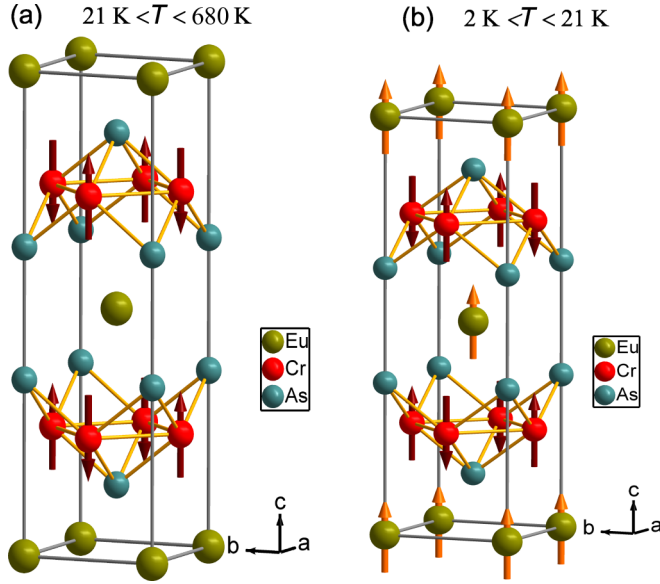 (a) 21 K < T < 680 K
(b) 2 K < T < 21 K
Eu
Cr
As
c
b
a
Eu
Cr
As
c
b
a